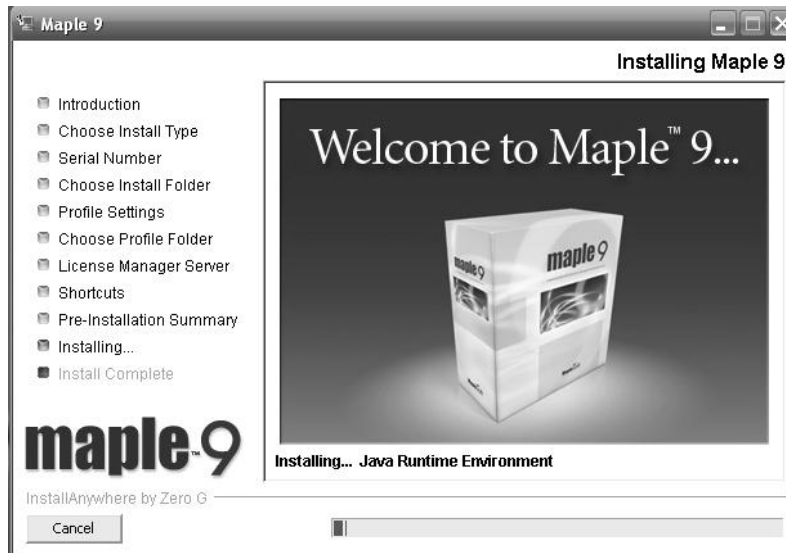 Maple 9
Installing Maple 9
Introduction
Choose Install Type
Serial Number
Choose Install Folder
Profile Settings
Choose Profile Folder
License Manager Server
Shortcuts
Pre-Installation Summary
Installing...
Install Complete
Welcome to Maple™ 9...
maple 9
maple 9
maple™ 9
Installing... Java Runtime Environment
InstallAnywhere by Zero G
Cancel